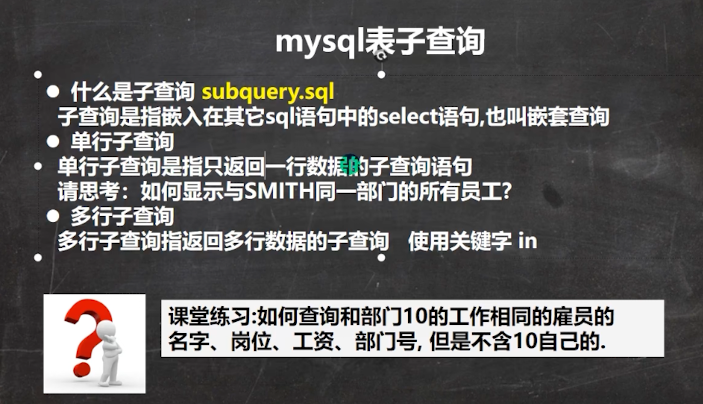 mysql表子查询
● 什么是子查询 subquery.sql
子查询是指嵌入在其它sql语句中的select语句,也叫嵌套查询
● 单行子查询
单行子查询是指只返回一行数据的子查询语句
请思考：如何显示与SMITH同一部门的所有员工?
● 多行子查询
多行子查询指返回多行数据的子查询 使用关键字 in
课堂练习:如何查询和部门10的工作相同的雇员的
名字、岗位、工资、部门号, 但是不含10自己的.